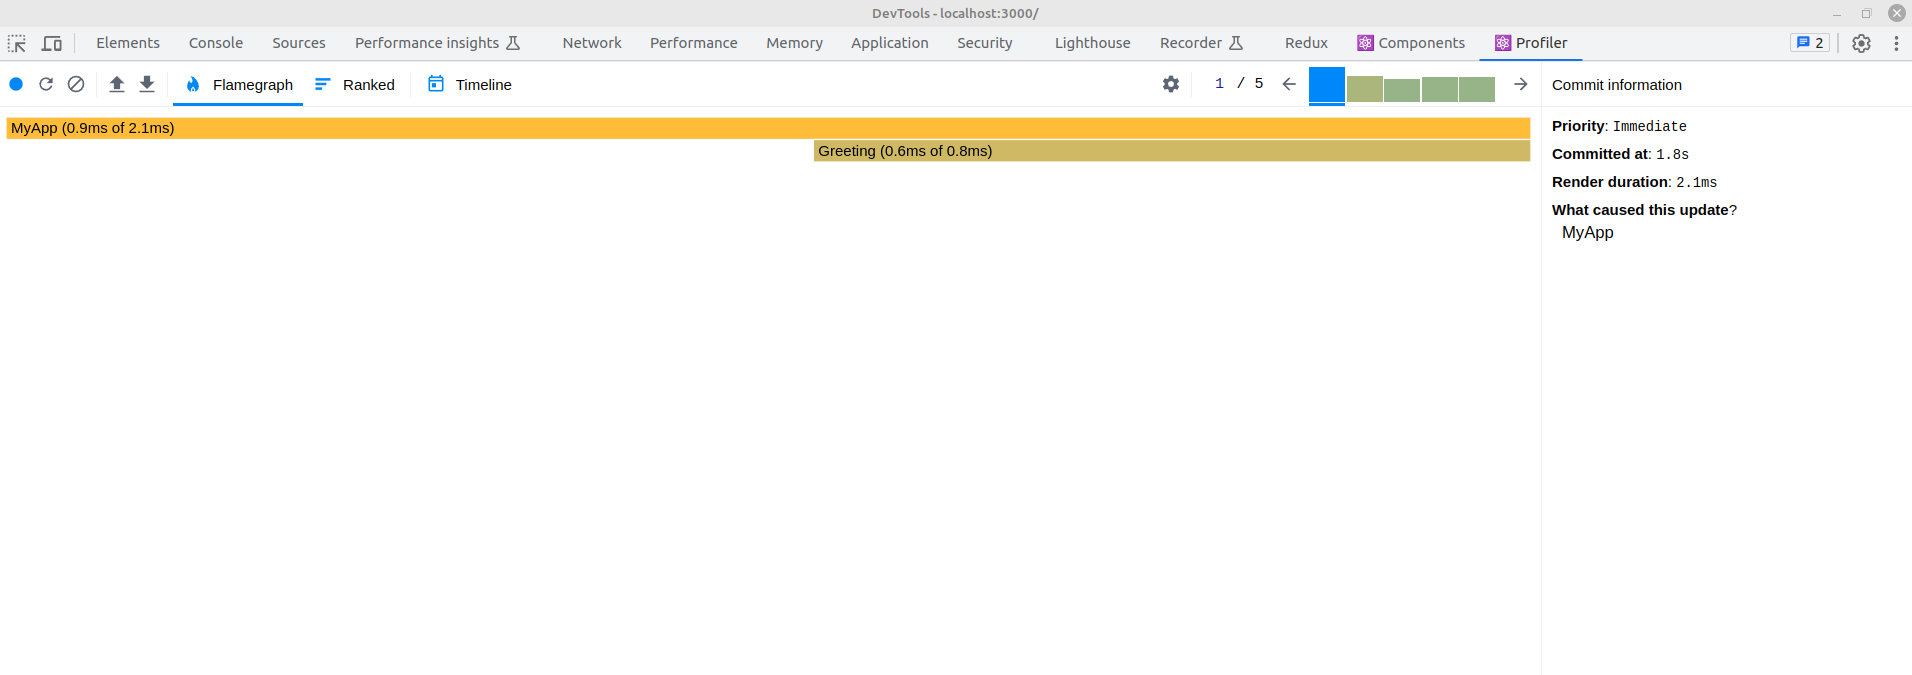 DevTools - localhost:3000/
Elements Console Sources Performance insights Network Performance Memory Application Security Lighthouse Recorder Redux Components Profiler 2
Flamegraph Ranked Timeline 1 / 5 Commit information
MyApp (0.9ms of 2.1ms)
Greeting (0.6ms of 0.8ms)
Priority: Immediate
Committed at: 1.8s
Render duration: 2.1ms
What caused this update?
MyApp